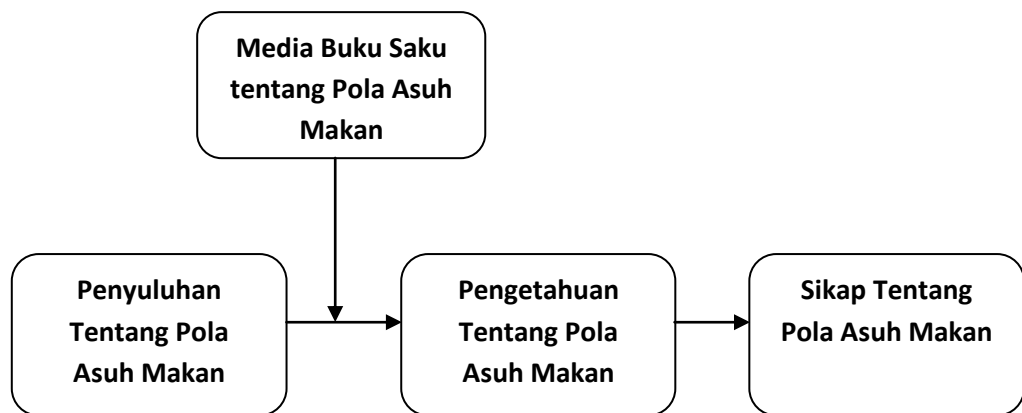 Media Buku Saku
tentang Pola Asuh
Makan
Penyuluhan
Tentang Pola
Asuh Makan
Pengetahuan
Tentang Pola
Asuh Makan
Sikap Tentang
Pola Asuh Makan